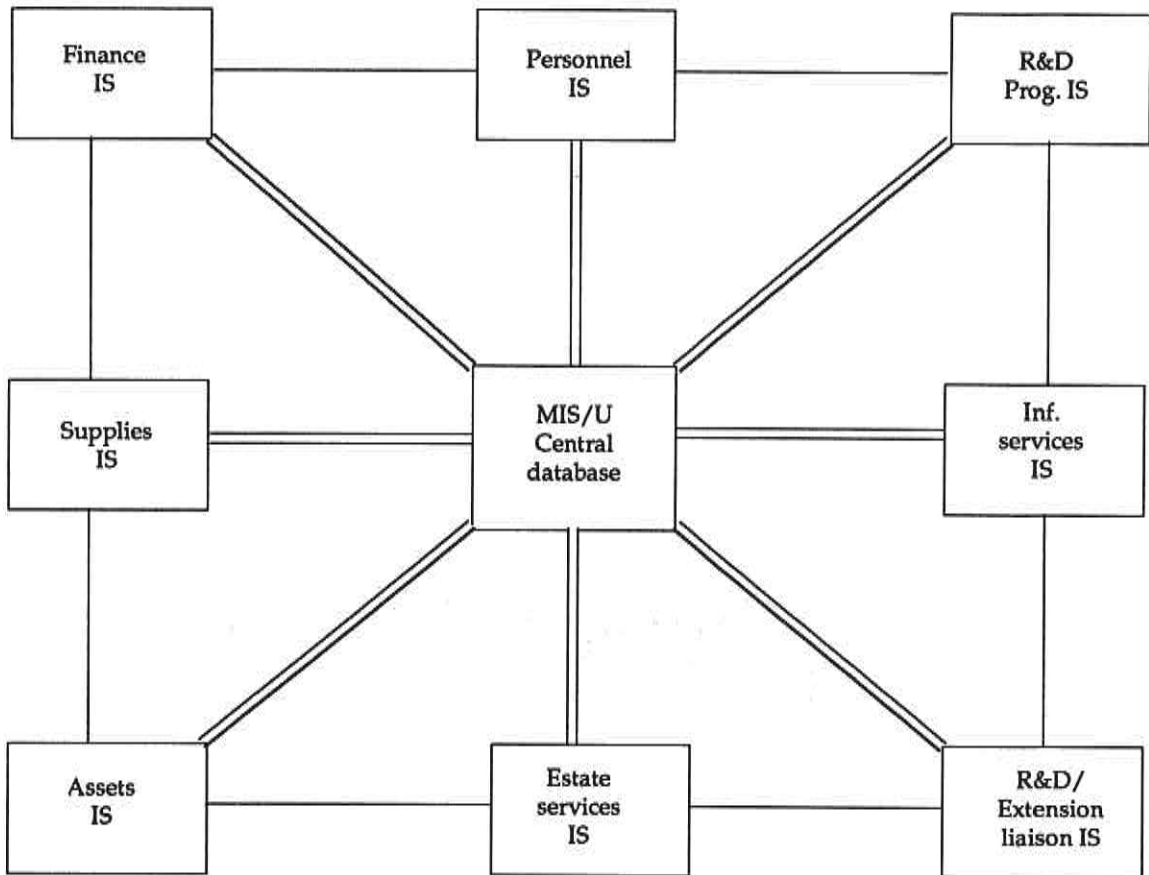 Finance
IS
Personnel
IS
R&D
Prog. IS
Supplies
IS
MIS/U
Central
database
Inf.
services
IS
Assets
IS
Estate
services
IS
R&D/
Extension
liaison IS